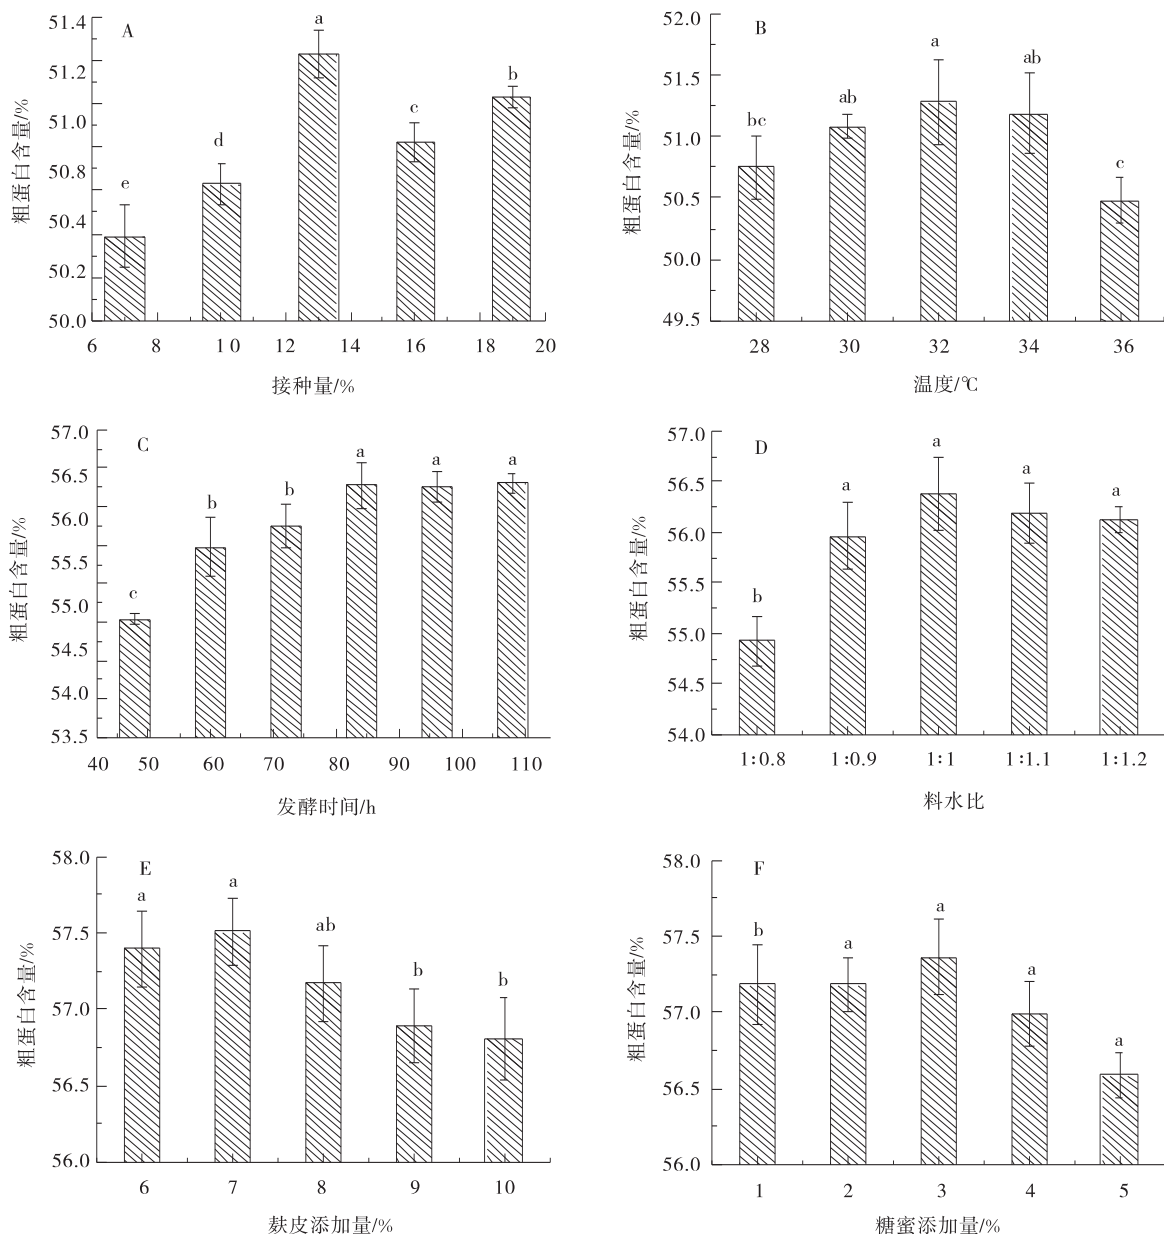 A
粗蛋白含量/%
51.4
51.2
51.0
50.8
50.4
50.2
50.0
e
d
a
c
b
6 8 10 12 14 16 18 20
接种量/%
B
粗蛋白含量/%
52.0
51.5
51.0
50.5
50.0
49.5
bc
ab
a
ab
c
28 30 32 34 36
温度/℃
C
粗蛋白含量/%
57.0
56.5
56.0
55.5
55.0
54.5
54.0
53.5
c
b
b
a
a
a
40 50 60 70 80 90 100 110
发酵时间/h
D
粗蛋白含量/%
57.0
56.5
56.0
55.5
55.0
54.5
54.0
b
a
a
a
a
1:0.8 1:0.9 1:1 1:1.1 1:1.2
料水比
E
粗蛋白含量/%
58.0
57.5
57.0
56.5
56.0
a
a
ab
b
b
6 7 8 9 10
麸皮添加量/%
F
粗蛋白含量/%
58.0
57.5
57.0
56.5
56.0
b
a
a
a
a
1 2 3 4 5
糖蜜添加量/%